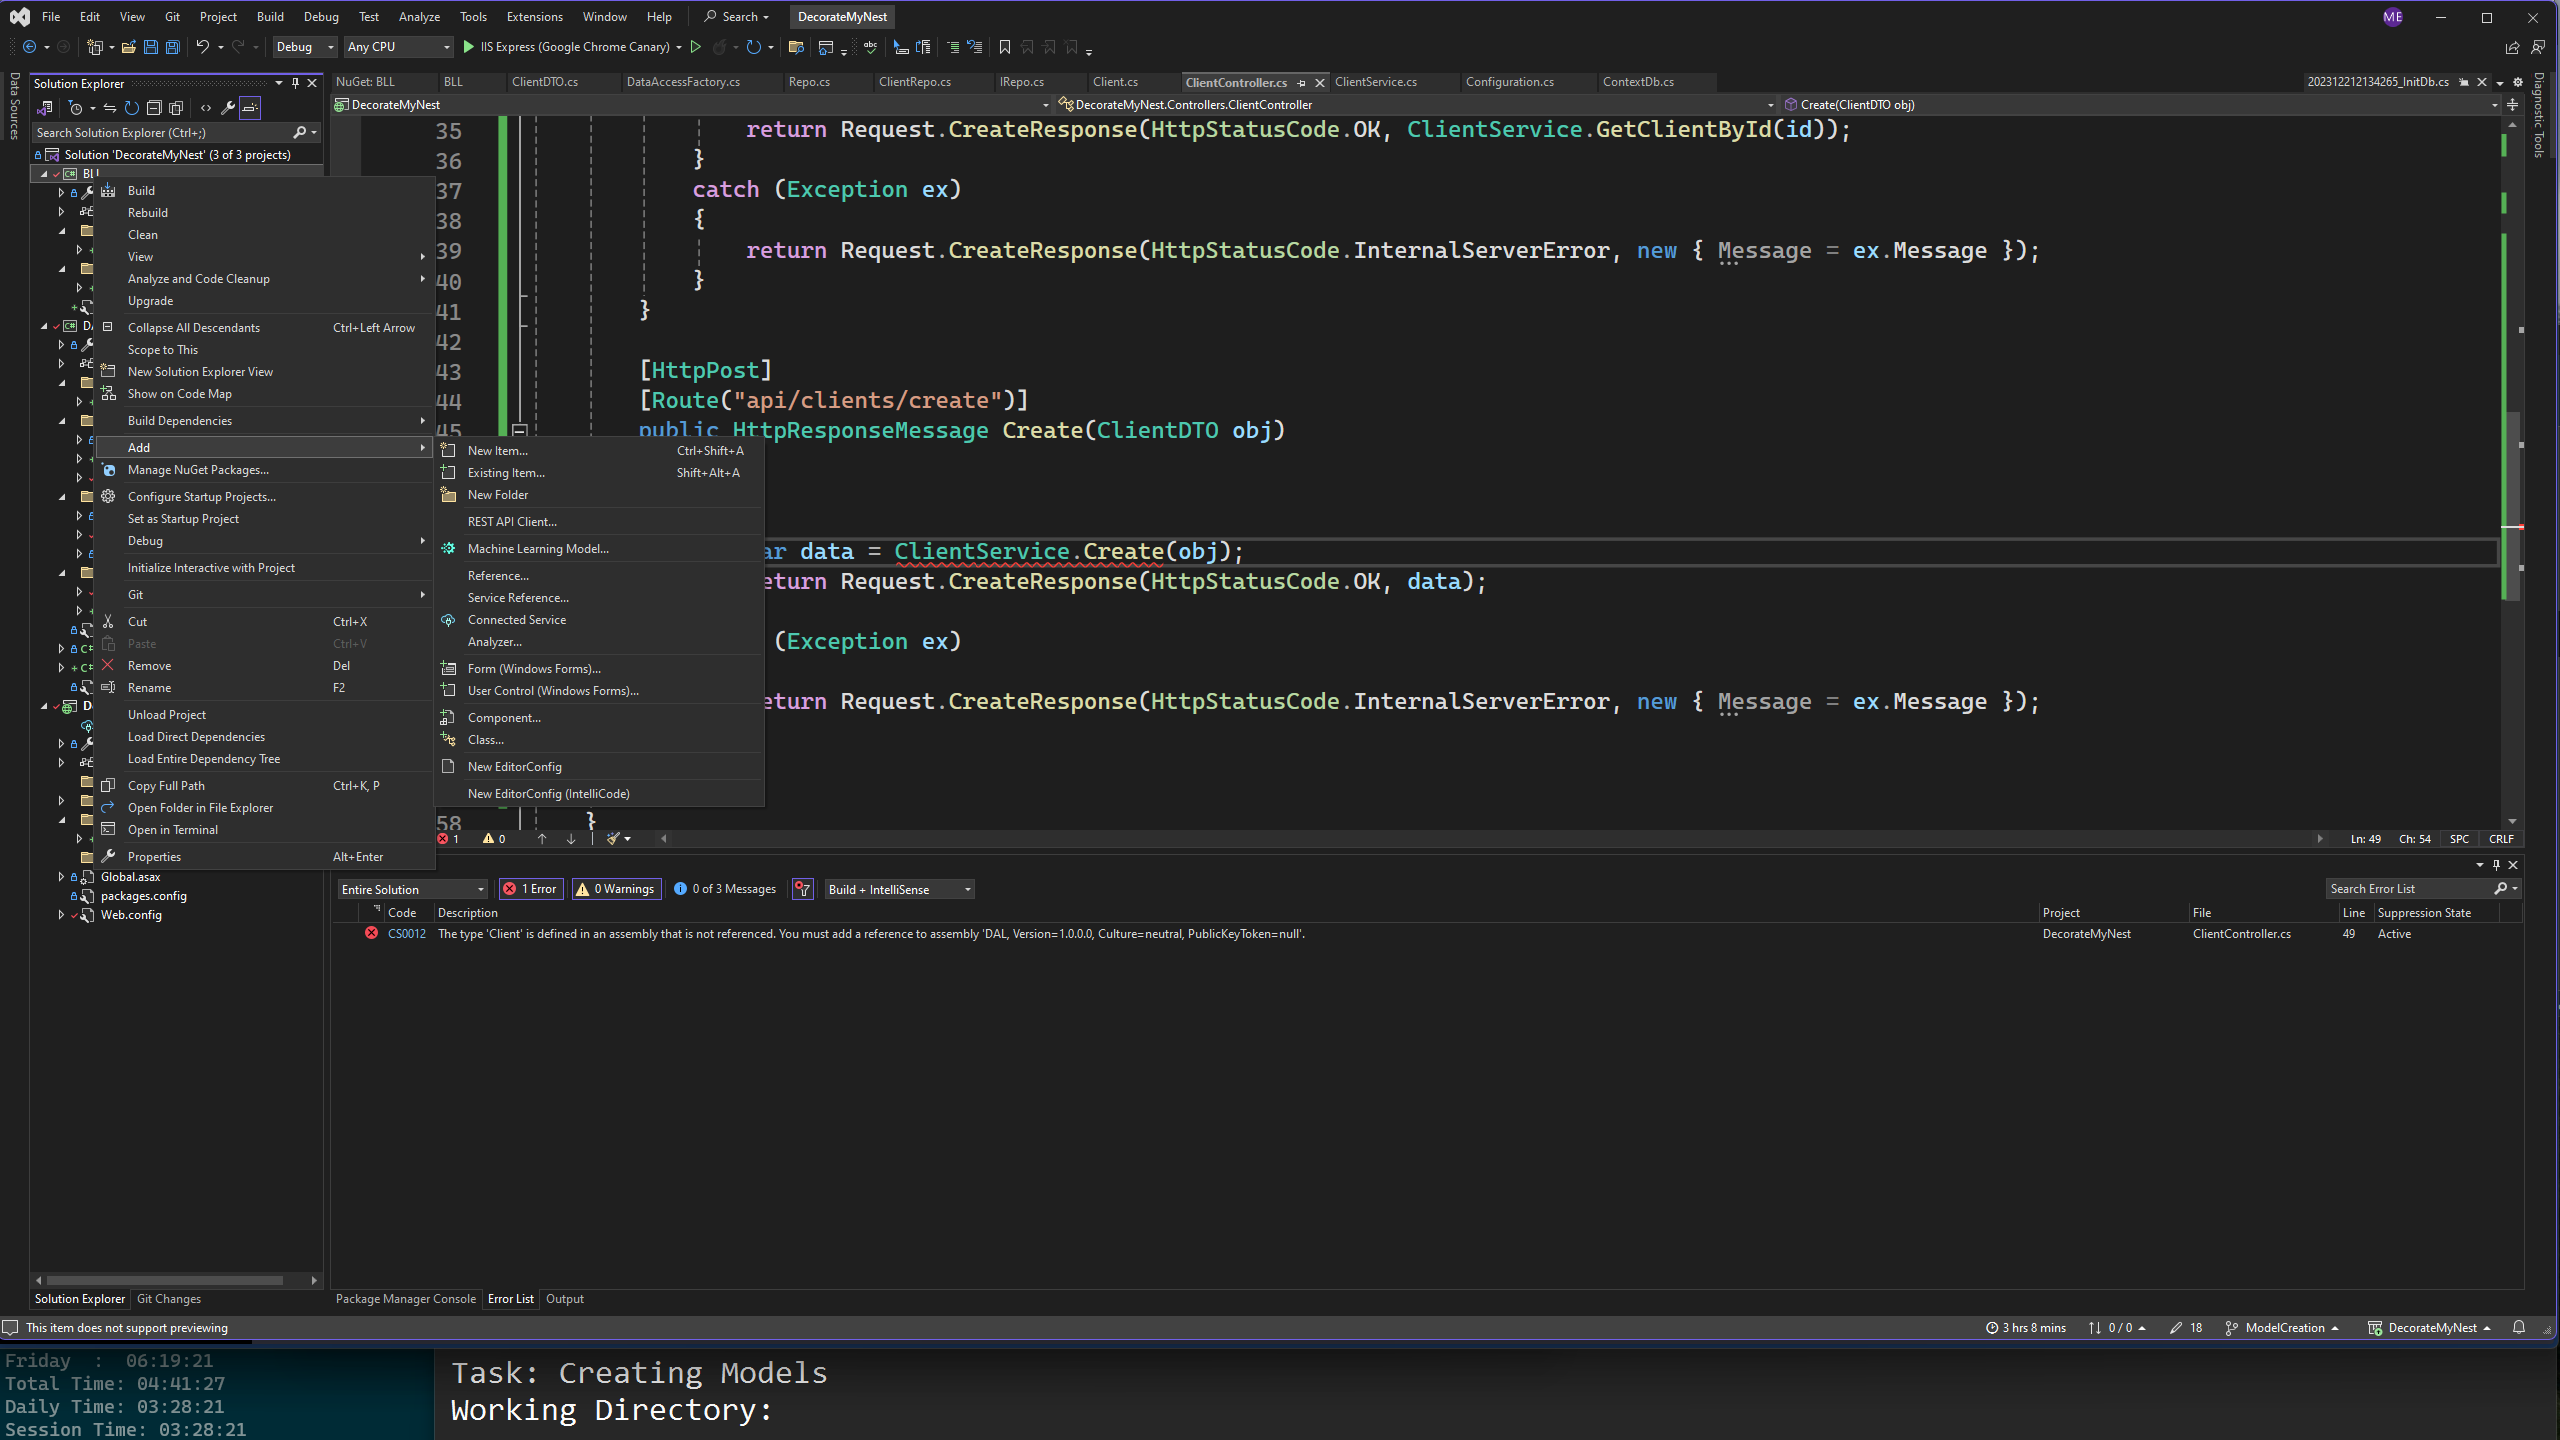 File Edit View Git Project Build Debug Test Analyze Tools Extensions Window Help Search DecorateMyNest ME
Debug Any CPU IIS Express (Google Chrome Canary)
Data Sources
Solution Explorer
Search Solution Explorer (Ctrl+;)
Solution 'DecorateMyNest' (3 of 3 projects)
Build
Rebuild
Clean
View
Analyze and Code Cleanup
Upgrade
Collapse All Descendants Ctrl+Left Arrow
Scope to This
New Solution Explorer View
Show on Code Map
Build Dependencies
Add
Manage NuGet Packages...
Configure Startup Projects...
Set as Startup Project
Debug
Initialize Interactive with Project
Git
Cut Ctrl+X
Paste Ctrl+V
Remove Del
Rename F2
Unload Project
Load Direct Dependencies
Load Entire Dependency Tree
Copy Full Path Ctrl+K, P
Open Folder in File Explorer
Open in Terminal
Properties Alt+Enter
Global.asax
packages.config
Web.config
New Item... Ctrl+Shift+A
Existing Item... Shift+Alt+A
New Folder
REST API Client...
Machine Learning Model...
Reference...
Service Reference...
Connected Service
Analyzer...
Form (Windows Forms)...
User Control (Windows Forms)...
Component...
Class...
New EditorConfig
New EditorConfig (IntelliCode)
NuGet: BLL BLL ClientDTO.cs DataAccessFactory.cs Repo.cs ClientRepo.cs IRepo.cs Client.cs ClientController.cs ClientService.cs Configuration.cs ContextDb.cs 202312212134265_InitDb.cs
DecorateMyNest DecorateMyNest.Controllers.ClientController Create(ClientDTO obj)
Diagnostic Tools
35 return Request.CreateResponse(HttpStatusCode.OK, ClientService.GetClientById(id));
36 }
37 catch (Exception ex)
38 {
39 return Request.CreateResponse(HttpStatusCode.InternalServerError, new { Message = ex.Message });
40 }
41 }
42
43 [HttpPost]
44 [Route("api/clients/create")]
45 public HttpResponseMessage Create(ClientDTO obj)
ar data = ClientService.Create(obj);
eturn Request.CreateResponse(HttpStatusCode.OK, data);
(Exception ex)
eturn Request.CreateResponse(HttpStatusCode.InternalServerError, new { Message = ex.Message });
58 }
1 0 Ln: 49 Ch: 54 SPC CRLF
Entire Solution 1 Error 0 Warnings 0 of 3 Messages Build + IntelliSense Search Error List
Code Description Project File Line Suppression State
CS0012 The type 'Client' is defined in an assembly that is not referenced. You must add a reference to assembly 'DAL, Version=1.0.0.0, Culture=neutral, PublicKeyToken=null'. DecorateMyNest ClientController.cs 49 Active
Solution Explorer Git Changes
Package Manager Console Error List Output
This item does not support previewing 3 hrs 8 mins 0 / 0 18 ModelCreation DecorateMyNest
Friday : 06:19:21
Total Time: 04:41:27
Daily Time: 03:28:21
Session Time: 03:28:21
Task: Creating Models
Working Directory: